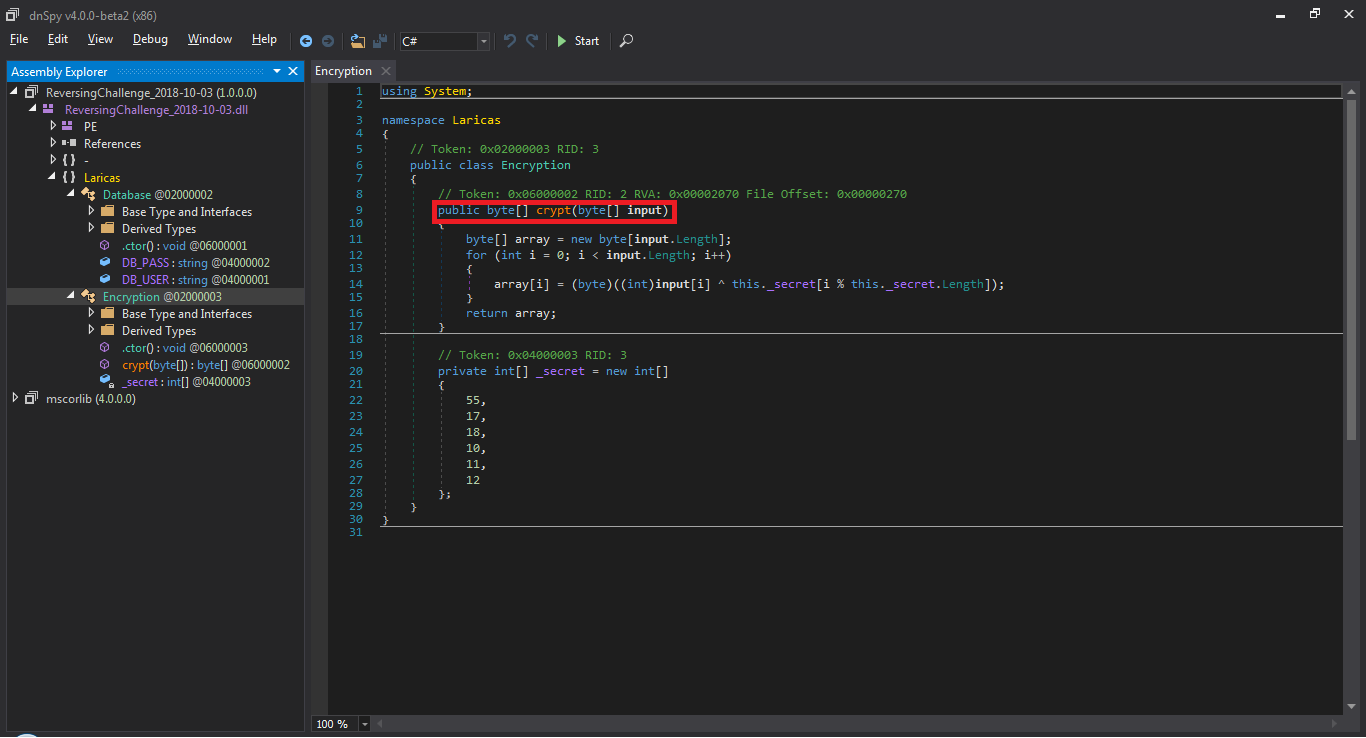 dnSpy v4.0.0-beta2 (x86)
File Edit View Debug Window Help C# Start
Assembly Explorer
ReversingChallenge_2018-10-03 (1.0.0.0)
ReversingChallenge_2018-10-03.dll
PE
References
{ } -
{ } Laricas
Database @02000002
Base Type and Interfaces
Derived Types
.ctor() : void @06000001
DB_PASS : string @04000002
DB_USER : string @04000001
Encryption @02000003
Base Type and Interfaces
Derived Types
.ctor() : void @06000003
crypt(byte[]) : byte[] @06000002
_secret : int[] @04000003
mscorlib (4.0.0.0)
Encryption
1 using System;
2
3 namespace Laricas
4 {
5 // Token: 0x02000003 RID: 3
6 public class Encryption
7 {
8 // Token: 0x06000002 RID: 2 RVA: 0x00002070 File Offset: 0x00000270
9 public byte[] crypt(byte[] input)
10 {
11 byte[] array = new byte[input.Length];
12 for (int i = 0; i < input.Length; i++)
13 {
14 array[i] = (byte)((int)input[i] ^ this._secret[i % this._secret.Length]);
15 }
16 return array;
17 }
18
19 // Token: 0x04000003 RID: 3
20 private int[] _secret = new int[]
21 {
22 55,
23 17,
24 18,
25 10,
26 11,
27 12
28 };
29 }
30 }
31
100 %